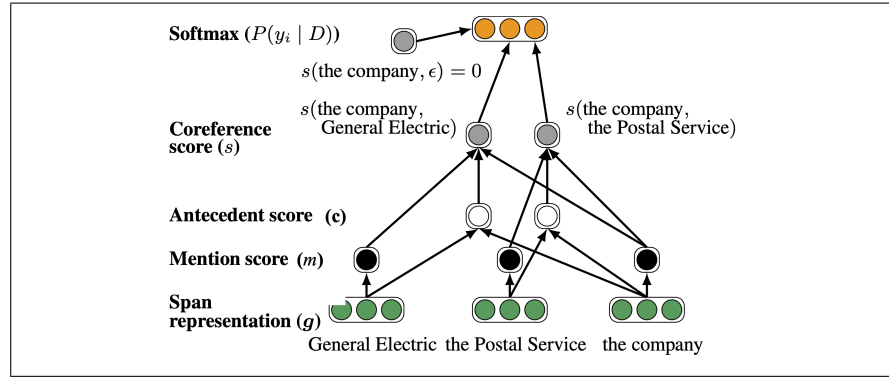 Softmax (P(y_i | D))
s(the company, ϵ) = 0
s(the company,
General Electric)
s(the company,
the Postal Service)
Coreference
score (s)
Antecedent score (c)
Mention score (m)
Span
representation (g)
General Electric the Postal Service the company